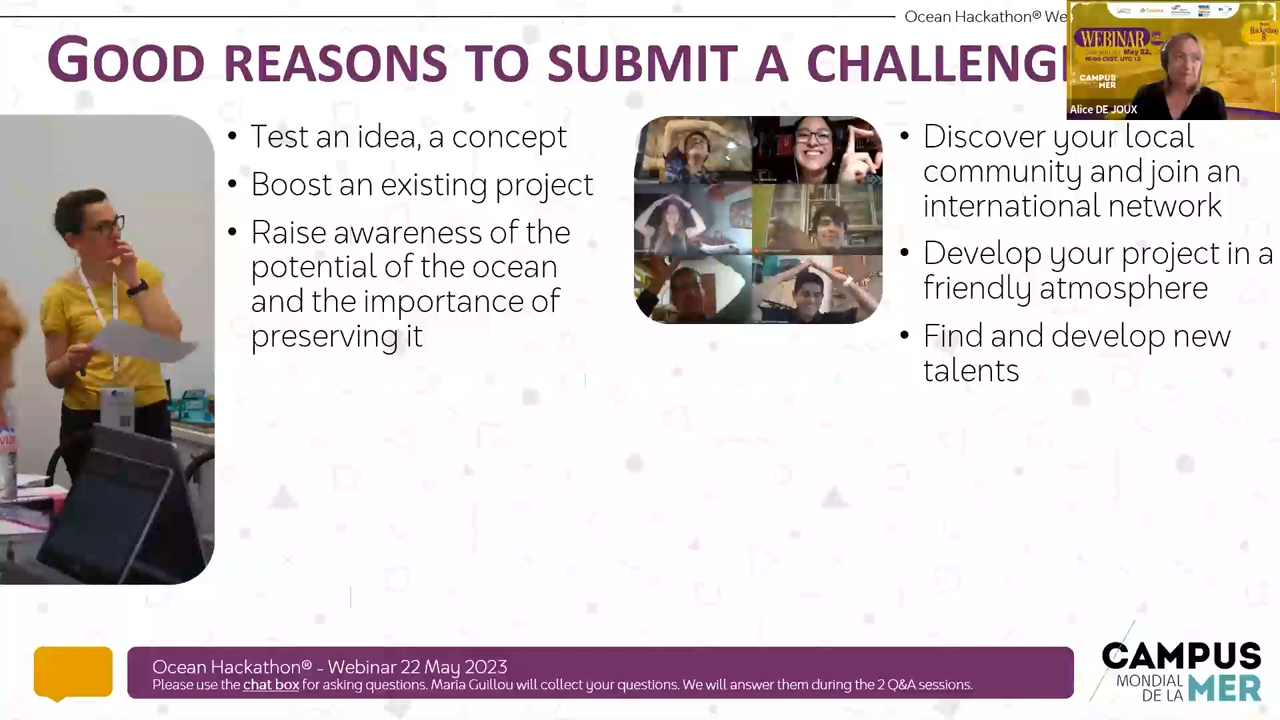 Ocean Hackathon® We
GOOD REASONS TO SUBMIT A CHALLENG
WEBINAR
May 22,
CAMPUS
MER
Alice DE JOUX
• Test an idea, a concept
• Boost an existing project
• Raise awareness of the
potential of the ocean
and the importance of
preserving it
• Discover your local
community and join an
international network
• Develop your project in a
friendly atmosphere
• Find and develop new
talents
Ocean Hackathon® - Webinar 22 May 2023
Please use the chat box for asking questions. Maria Guillou will collect your questions. We will answer them during the 2 Q&A sessions.
CAMPUS
MONDIAL
DE LA MER